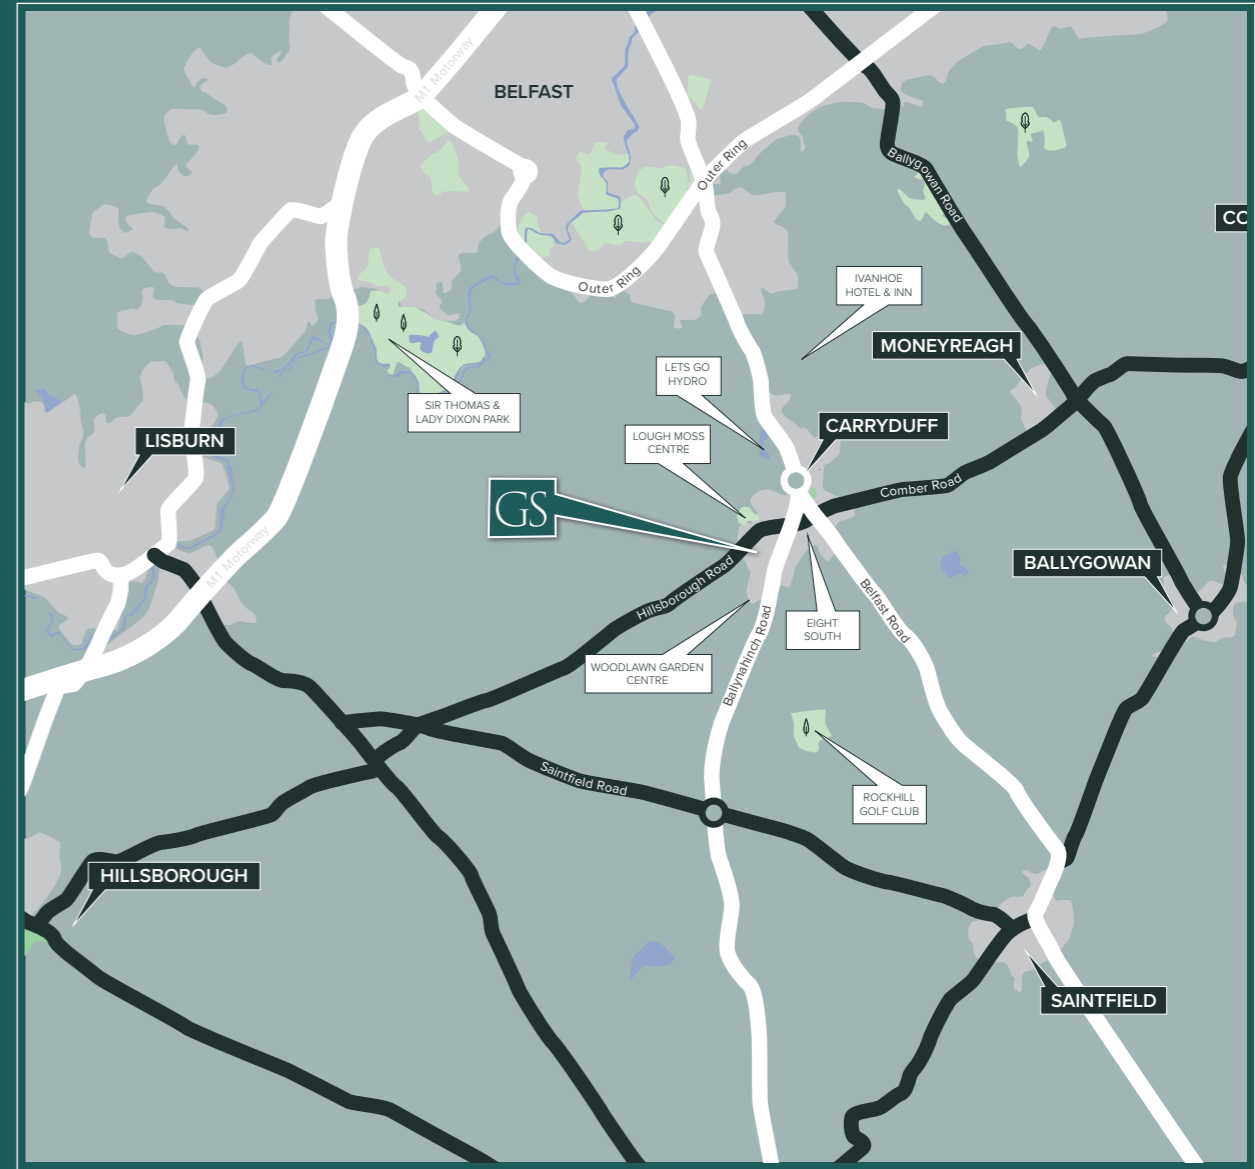 M1 Motorway
BELFAST
Outer Ring
Ballygowan Road
CO
Outer Ring
IVANHOE
HOTEL & INN
MONEYREAGH
LETS GO
HYDRO
SIR THOMAS &
LADY DIXON PARK
CARRYDUFF
LISBURN
LOUGH MOSS
CENTRE
Comber Road
GS
M1 Motorway
BALLYGOWAN
Hillsborough Road
Belfast Road
EIGHT
SOUTH
Ballynahinch Road
WOODLAWN GARDEN
CENTRE
Saintfield Road
ROCKHILL
GOLF CLUB
HILLSBOROUGH
SAINTFIELD